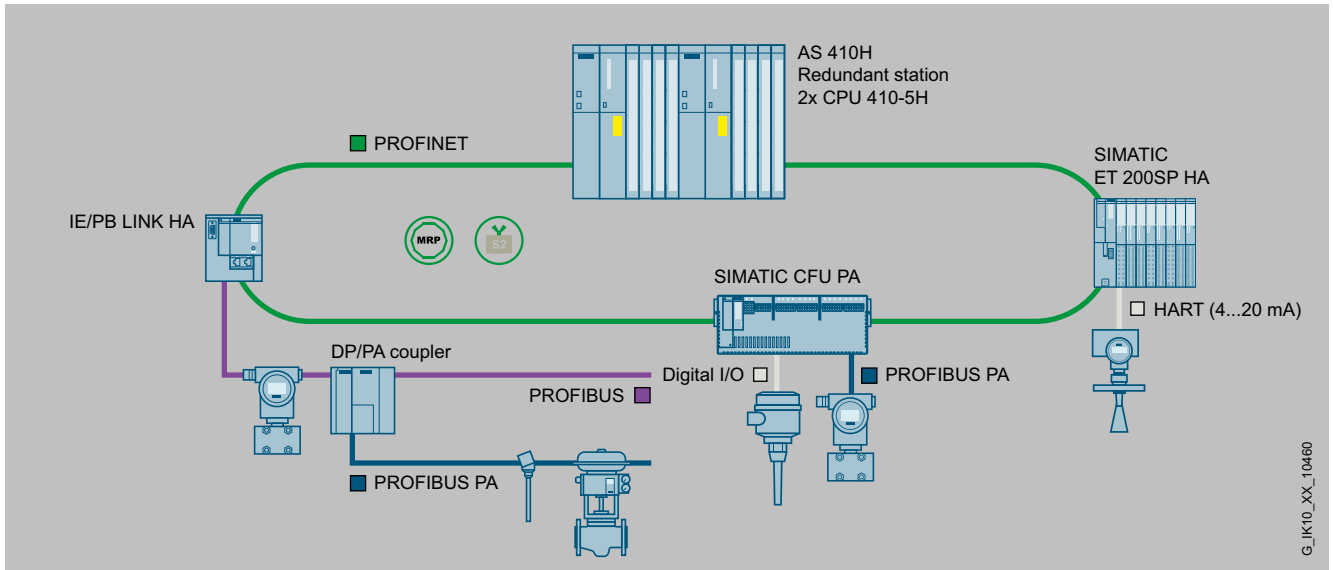 AS 410H
Redundant station
2x CPU 410-5H
PROFINET
SIMATIC
ET 200SP HA
IE/PB LINK HA
MRP
S2
SIMATIC CFU PA
HART (4...20 mA)
DP/PA coupler
Digital I/O
PROFIBUS PA
PROFIBUS
PROFIBUS PA
G_IK10_XX_10460